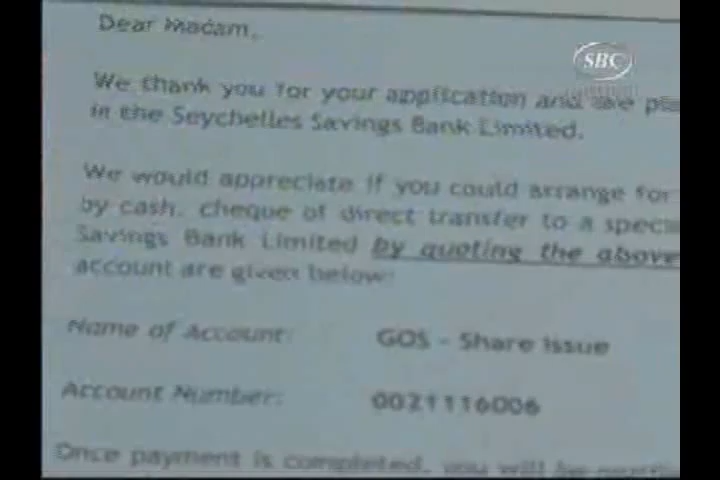 SBC
Dear Madam,
We thank you for your application and are
in the Seychelles Savings Bank Limited.
We would appreciate if you could arrange for
by cash, cheque or direct transfer to a
Savings Bank Limited by quoting the above
account are given below:
Name of Account: GOS - Share Issue
Account Number: 0021116006
Once payment is completed, you will be